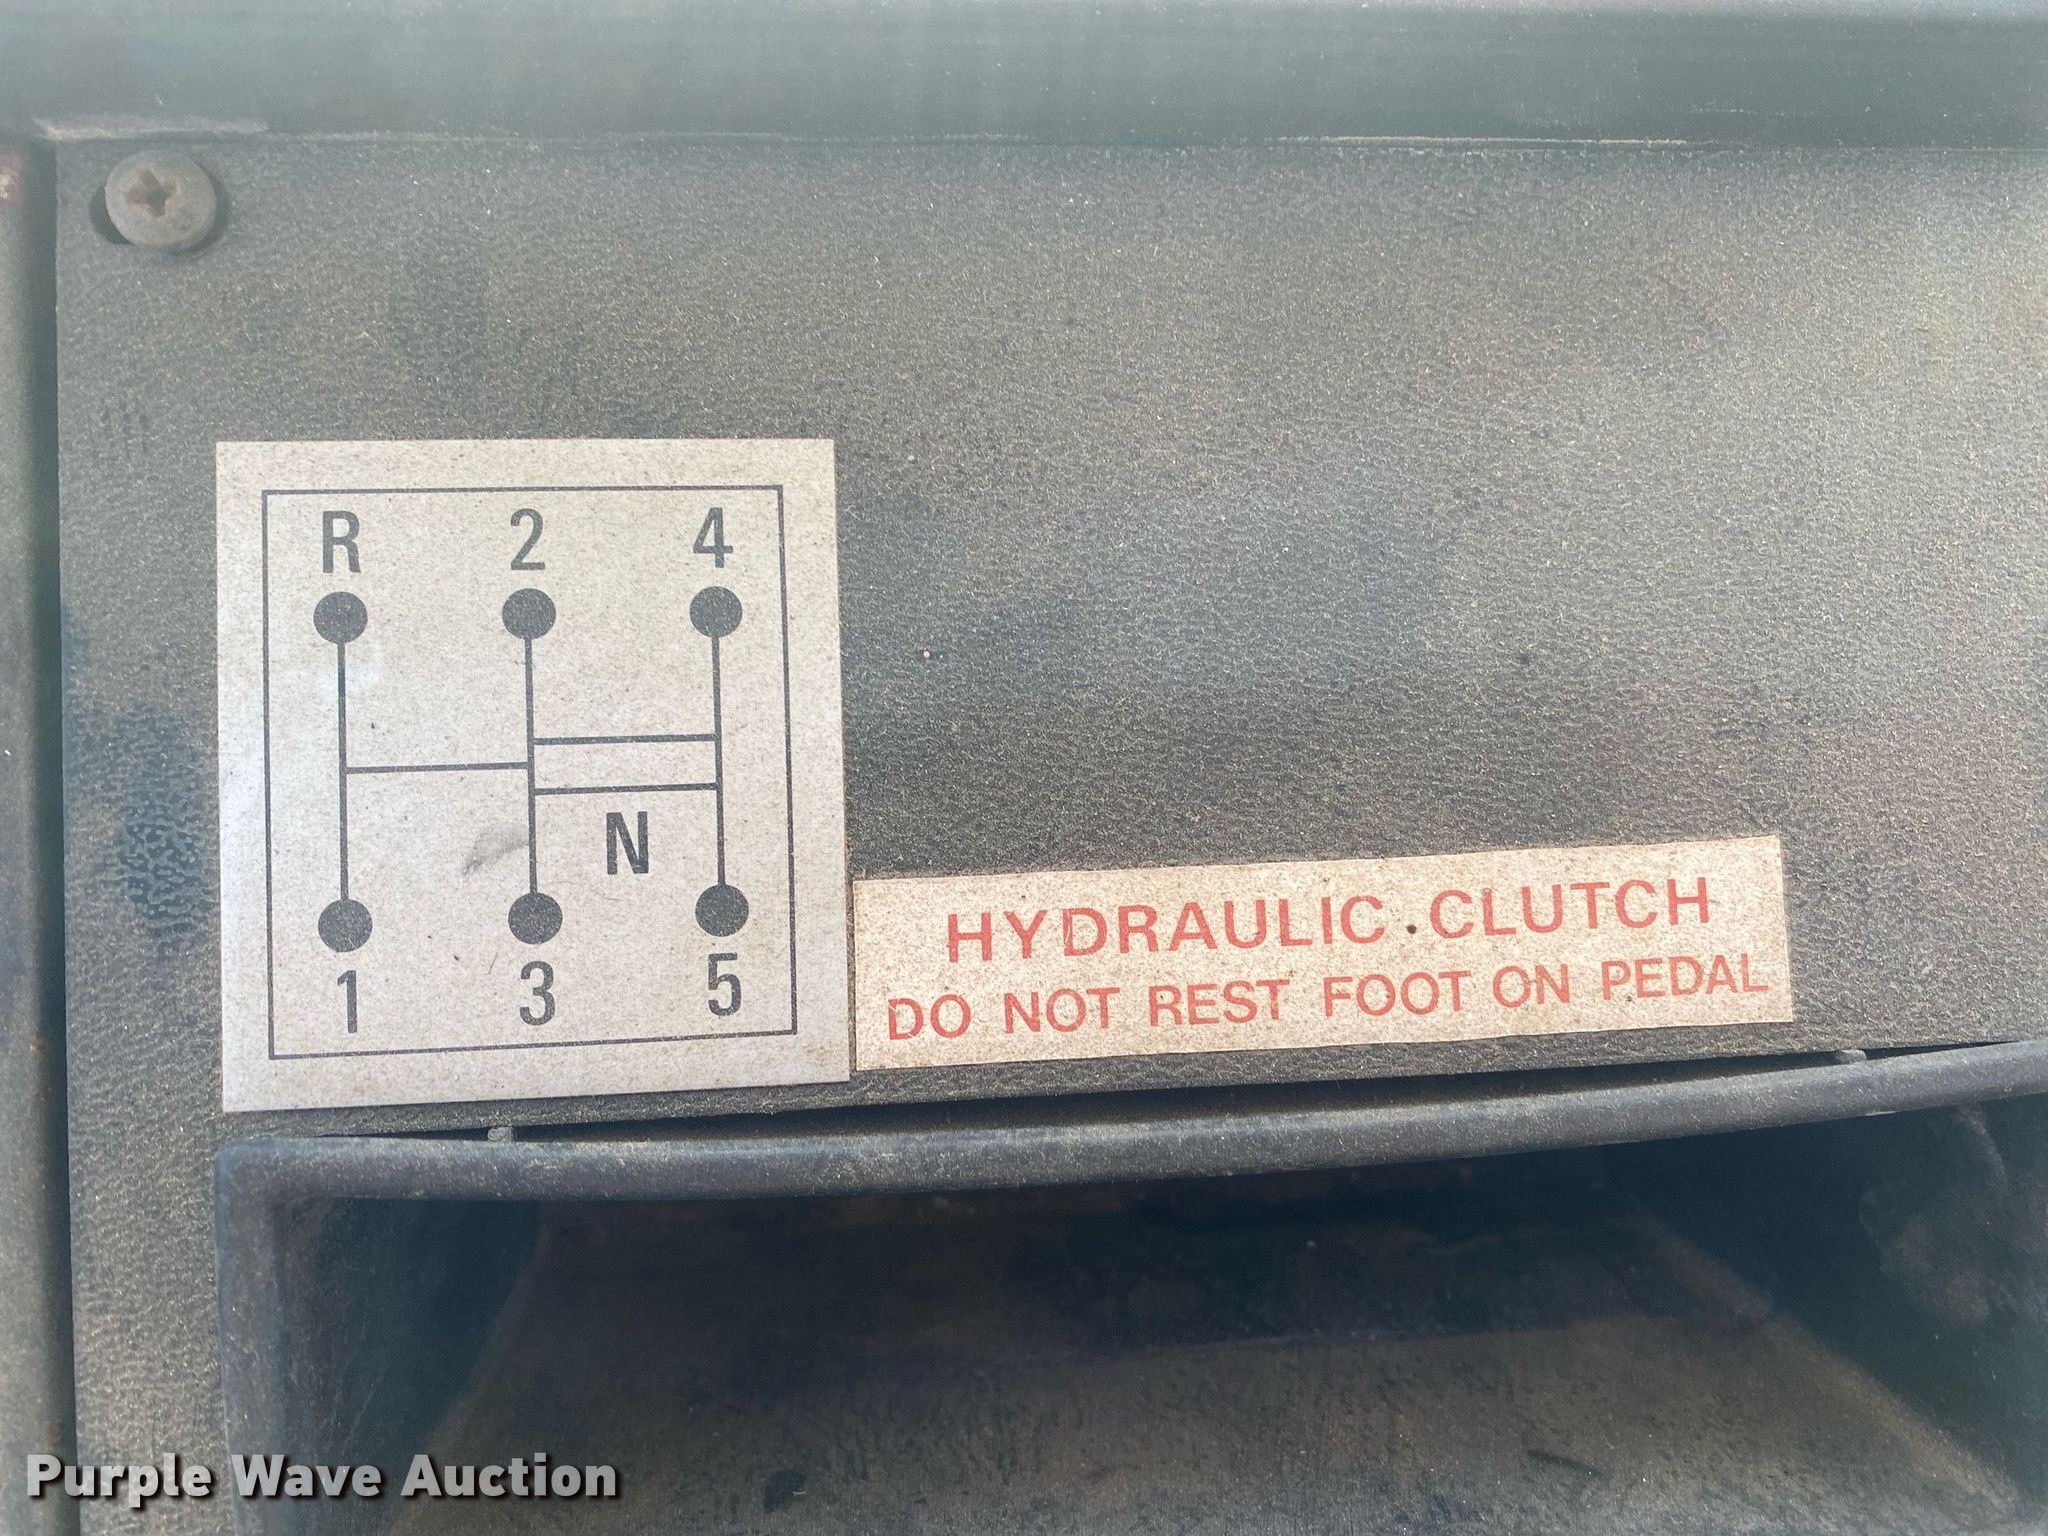 R 2 4
N
1 3 5
HYDRAULIC CLUTCH
DO NOT REST FOOT ON PEDAL
Purple Wave Auction